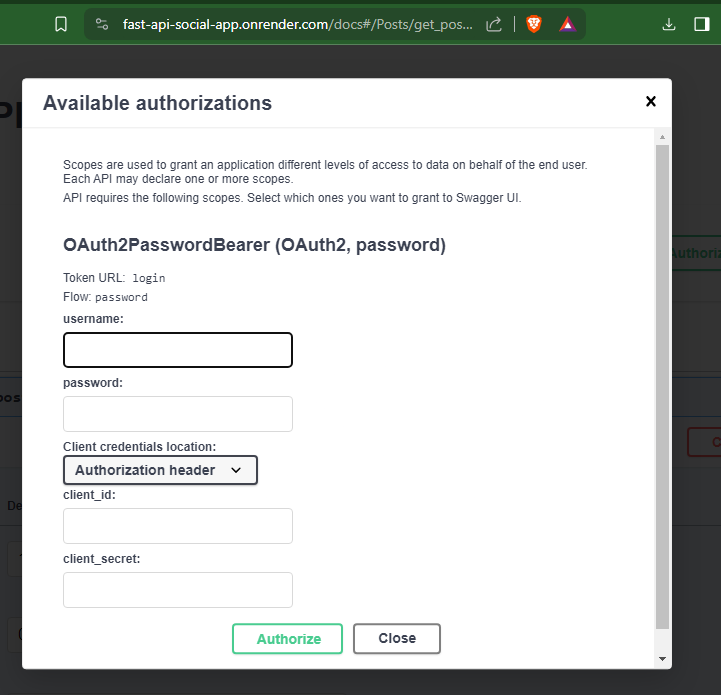 fast-api-social-app.onrender.com/docs#/Posts/get_pos...
Available authorizations
Scopes are used to grant an application different levels of access to data on behalf of the end user.
Each API may declare one or more scopes.
API requires the following scopes. Select which ones you want to grant to Swagger UI.
Authoriz
OAuth2PasswordBearer (OAuth2, password)
Token URL: login
Flow: password
username:
password:
pos
Client credentials location:
Authorization header
client_id:
De
client_secret:
Authorize
Close